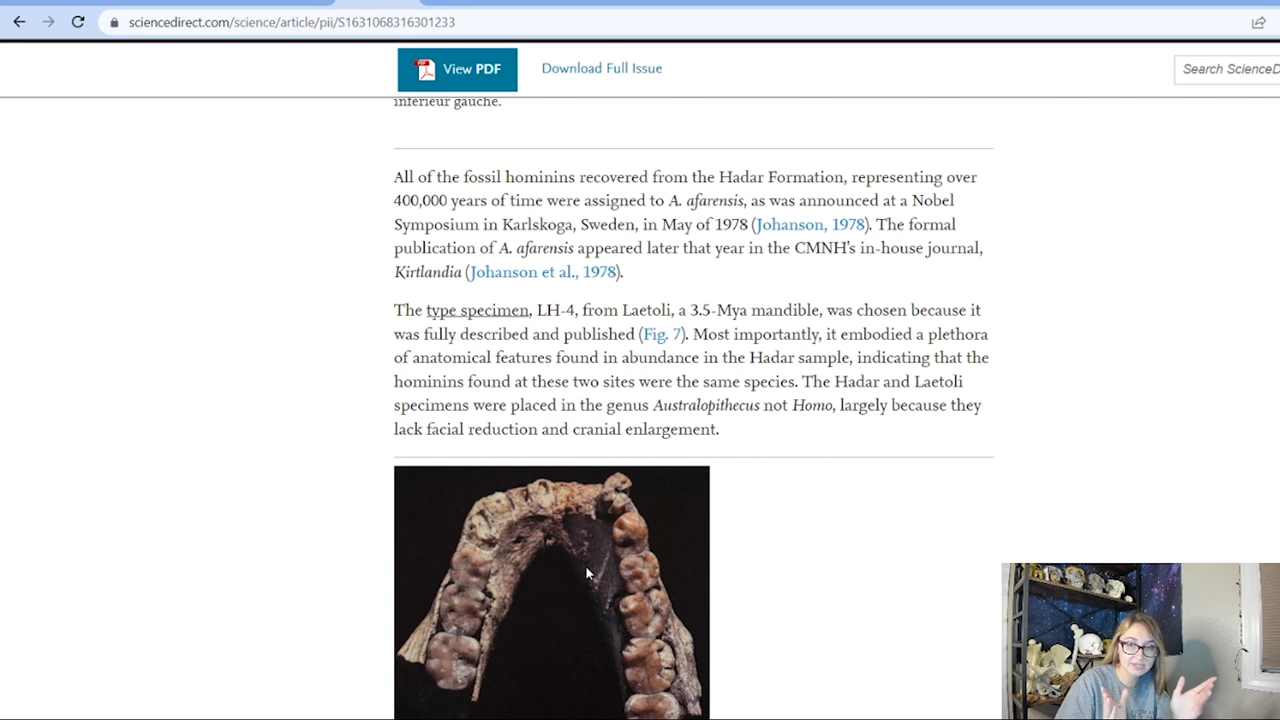 sciencedirect.com/science/article/pii/S1631068316301233
View PDF
Download Full Issue
Search ScienceD
inférieur gauche.
All of the fossil hominins recovered from the Hadar Formation, representing over
400,000 years of time were assigned to A. afarensis, as was announced at a Nobel
Symposium in Karlskoga, Sweden, in May of 1978 (Johanson, 1978). The formal
publication of A. afarensis appeared later that year in the CMNH's in-house journal,
Kirtlandia (Johanson et al., 1978).
The type specimen, LH-4, from Laetoli, a 3.5-Mya mandible, was chosen because it
was fully described and published (Fig. 7). Most importantly, it embodied a plethora
of anatomical features found in abundance in the Hadar sample, indicating that the
hominins found at these two sites were the same species. The Hadar and Laetoli
specimens were placed in the genus Australopithecus not Homo, largely because they
lack facial reduction and cranial enlargement.